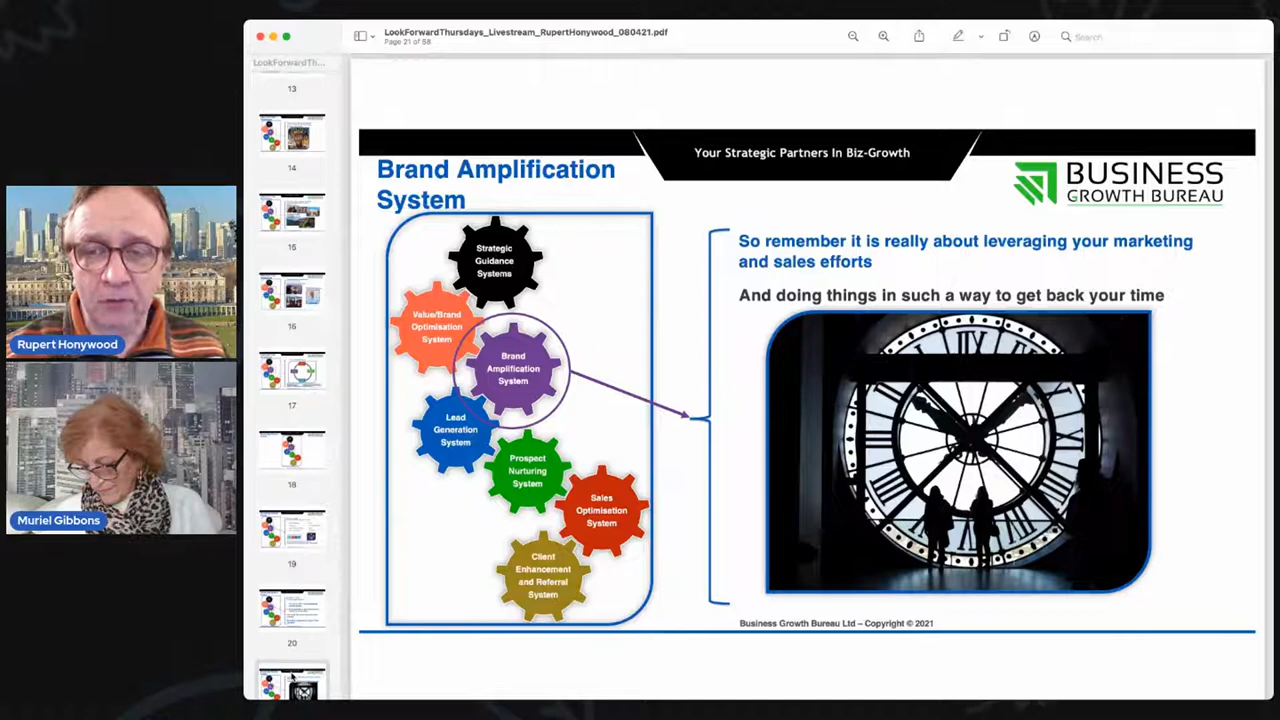 LookForwardThursdays_Livestream_RupertHonywood_080421.pdf
Page 21 of 58
Search
LookForwardTh...
13
14
15
16
17
18
19
20
Your Strategic Partners In Biz-Growth
Brand Amplification
System
BUSINESS
GROWTH BUREAU
Strategic
Guidance
Systems
Value/Brand
Optimisation
System
Brand
Amplification
System
Lead
Generation
System
Prospect
Nurturing
System
Sales
Optimisation
System
Client
Enhancement
and Referral
System
So remember it is really about leveraging your marketing
and sales efforts
And doing things in such a way to get back your time
Business Growth Bureau Ltd – Copyright © 2021
Rupert Honywood
Muriel Gibbons